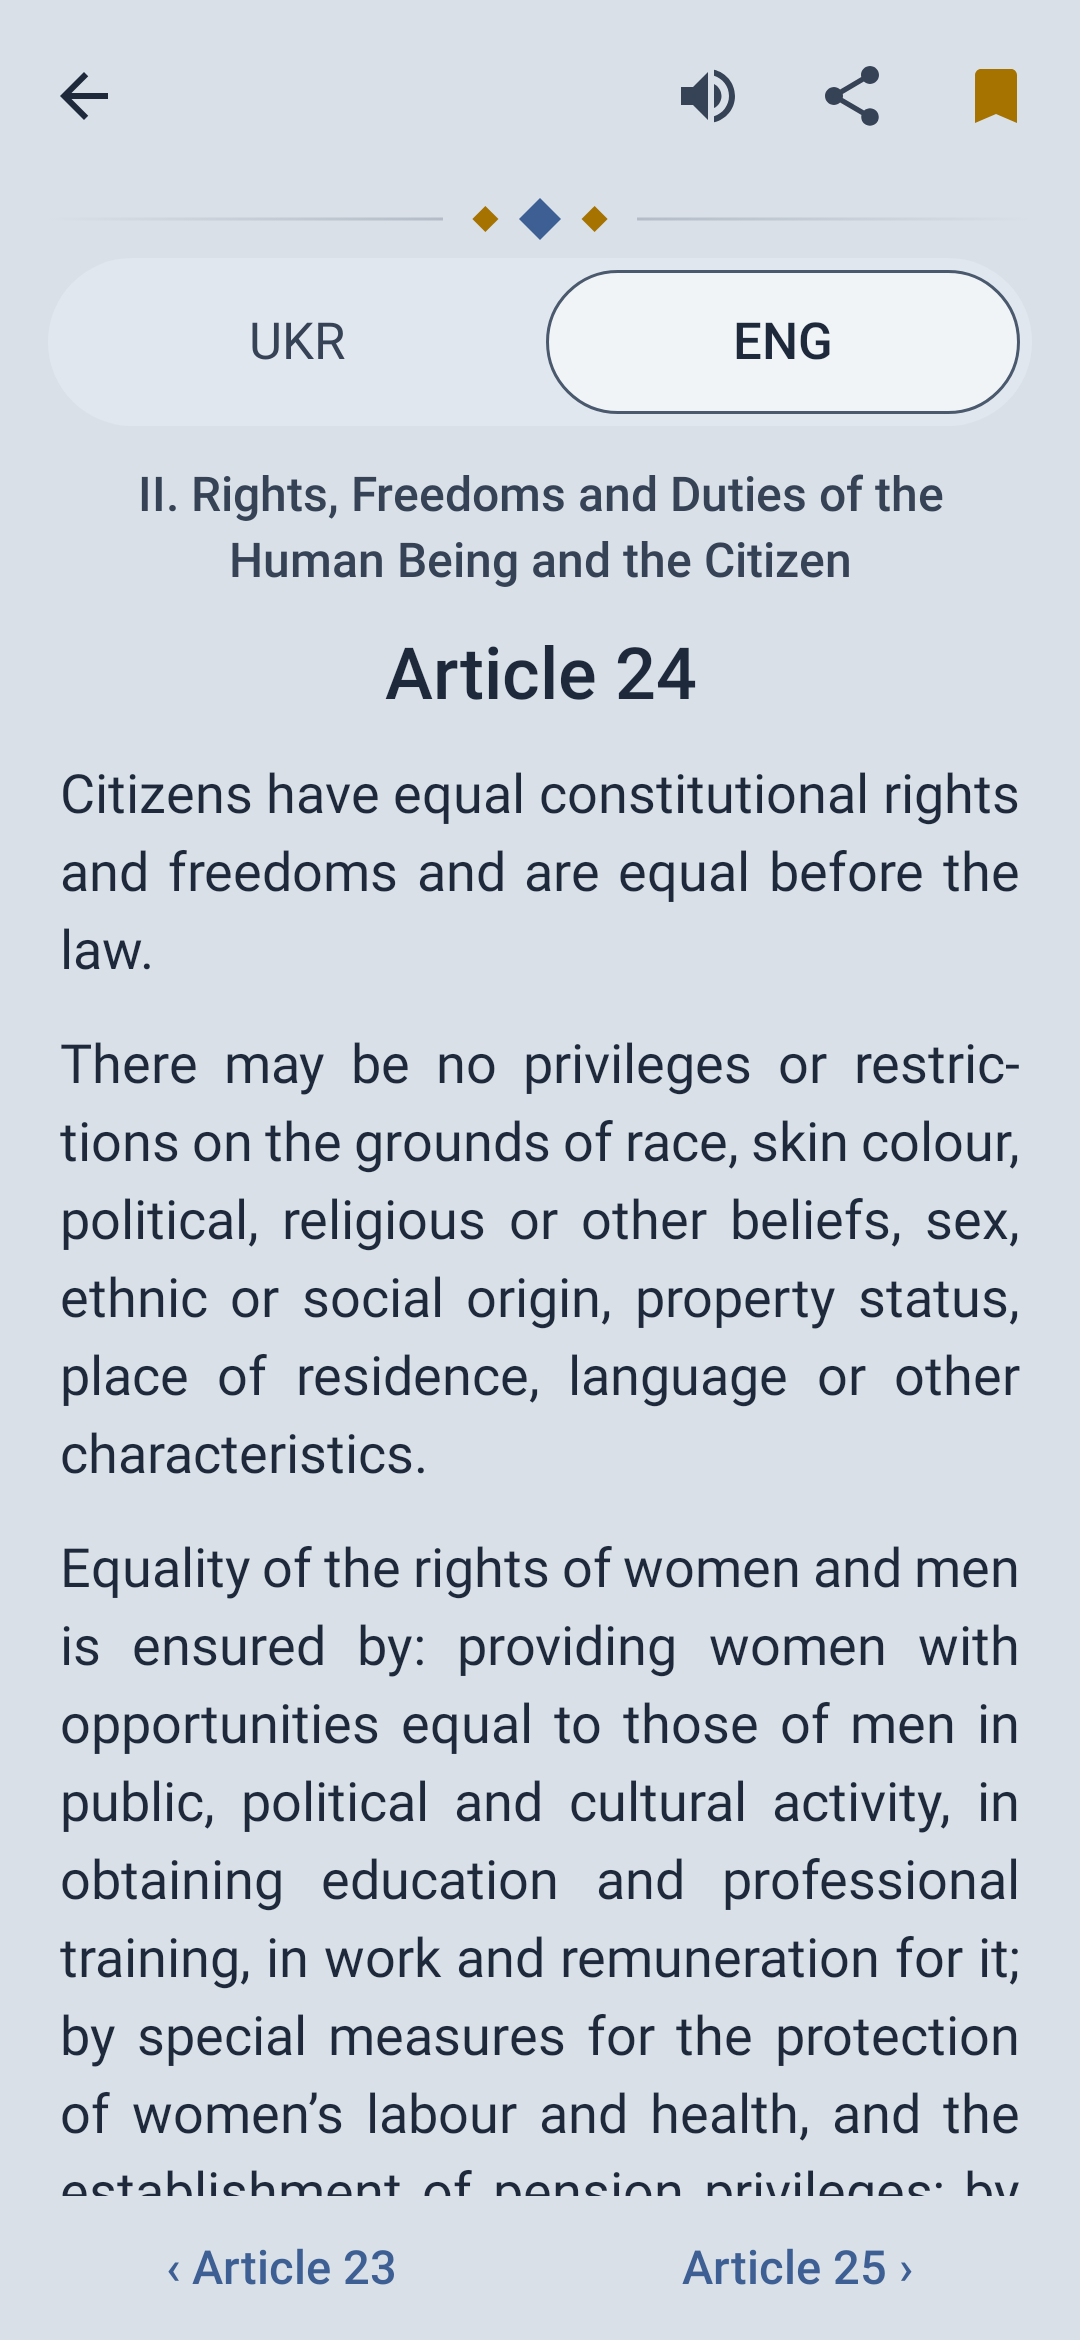 UKR
ENG
II. Rights, Freedoms and Duties of the
Human Being and the Citizen
Article 24
Citizens have equal constitutional rights
and freedoms and are equal before the
law.
There may be no privileges or restric-
tions on the grounds of race, skin colour,
political, religious or other beliefs, sex,
ethnic or social origin, property status,
place of residence, language or other
characteristics.
Equality of the rights of women and men
is ensured by: providing women with
opportunities equal to those of men in
public, political and cultural activity, in
obtaining education and professional
training, in work and remuneration for it;
by special measures for the protection
of women’s labour and health, and the
establishment of pension privileges; by
‹ Article 23
Article 25 ›